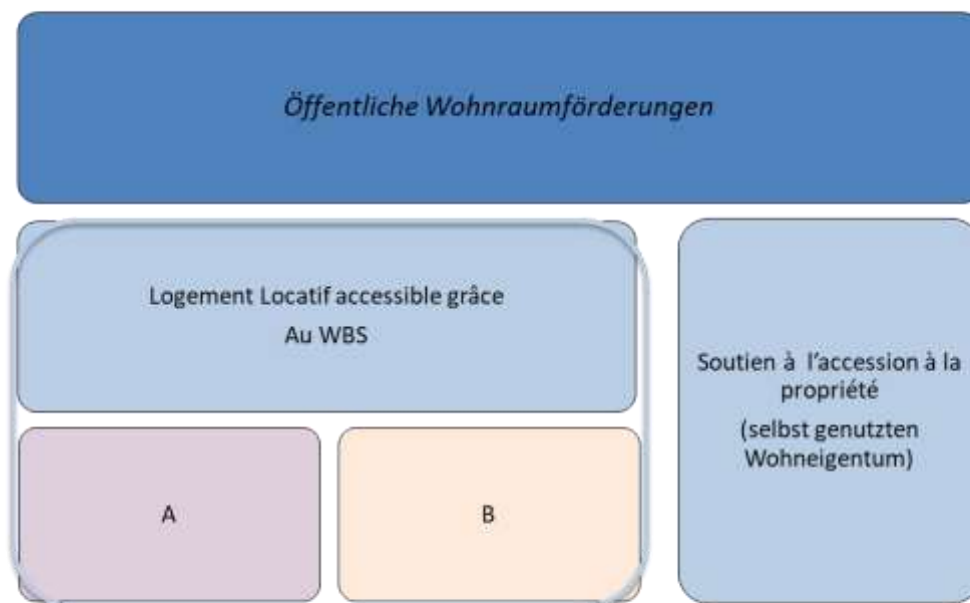 Öffentliche Wohnraumförderungen
Logement Locatif accessible grâce
Au WBS
Soutien à l'accession à la
propriété
(selbst genutzten
Wohneigentum)
A
B